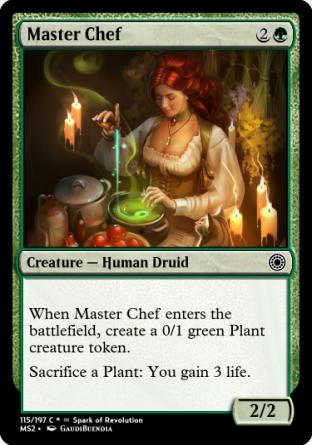 Master Chef 2
Creature — Human Druid
When Master Chef enters the
battlefield, create a 0/1 green Plant
creature token.
Sacrifice a Plant: You gain 3 life.
2/2
115/197 C * Spark of Revolution
MS2 • GaudiBuendia